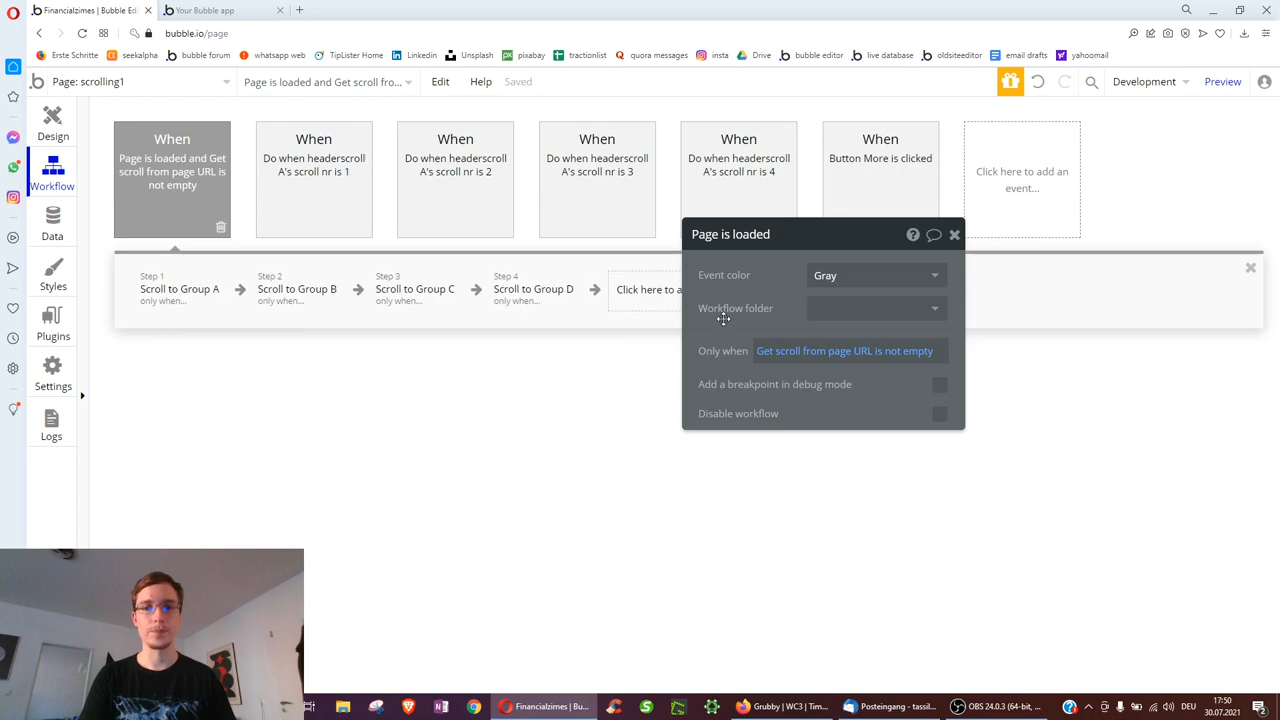 Financialzimes | Bubble Ed
Your Bubble app
bubble.io/page
Erste Schritte
seekalpha
bubble forum
whatsapp web
TipLister Home
Linkedin
Unsplash
pixabay
tractionlist
quora messages
insta
Drive
bubble editor
live database
oldsiteditor
email drafts
yahoomail
Page: scrolling1
Page is loaded and Get scroll fro...
Edit
Help
Saved
Development
Preview
Design
Workflow
Data
Styles
Plugins
Settings
Logs
When
Page is loaded and Get
scroll from page URL is
not empty
When
Do when headerscroll
A's scroll nr is 1
When
Do when headerscroll
A's scroll nr is 2
When
Do when headerscroll
A's scroll nr is 3
When
Do when headerscroll
A's scroll nr is 4
When
Button More is clicked
Click here to add an
event...
Step 1
Scroll to Group A
only when...
Step 2
Scroll to Group B
only when...
Step 3
Scroll to Group C
only when...
Step 4
Scroll to Group D
only when...
Click here to a
Page is loaded
Event color
Gray
Workflow folder
Only when
Get scroll from page URL is not empty
Add a breakpoint in debug mode
Disable workflow
Opera | Bu...
Grubby | WC3 | Tim...
Posteingang - tassil...
OBS 24.0.3 (64-bit, ...
DEU
17:50
30.07.2021
2